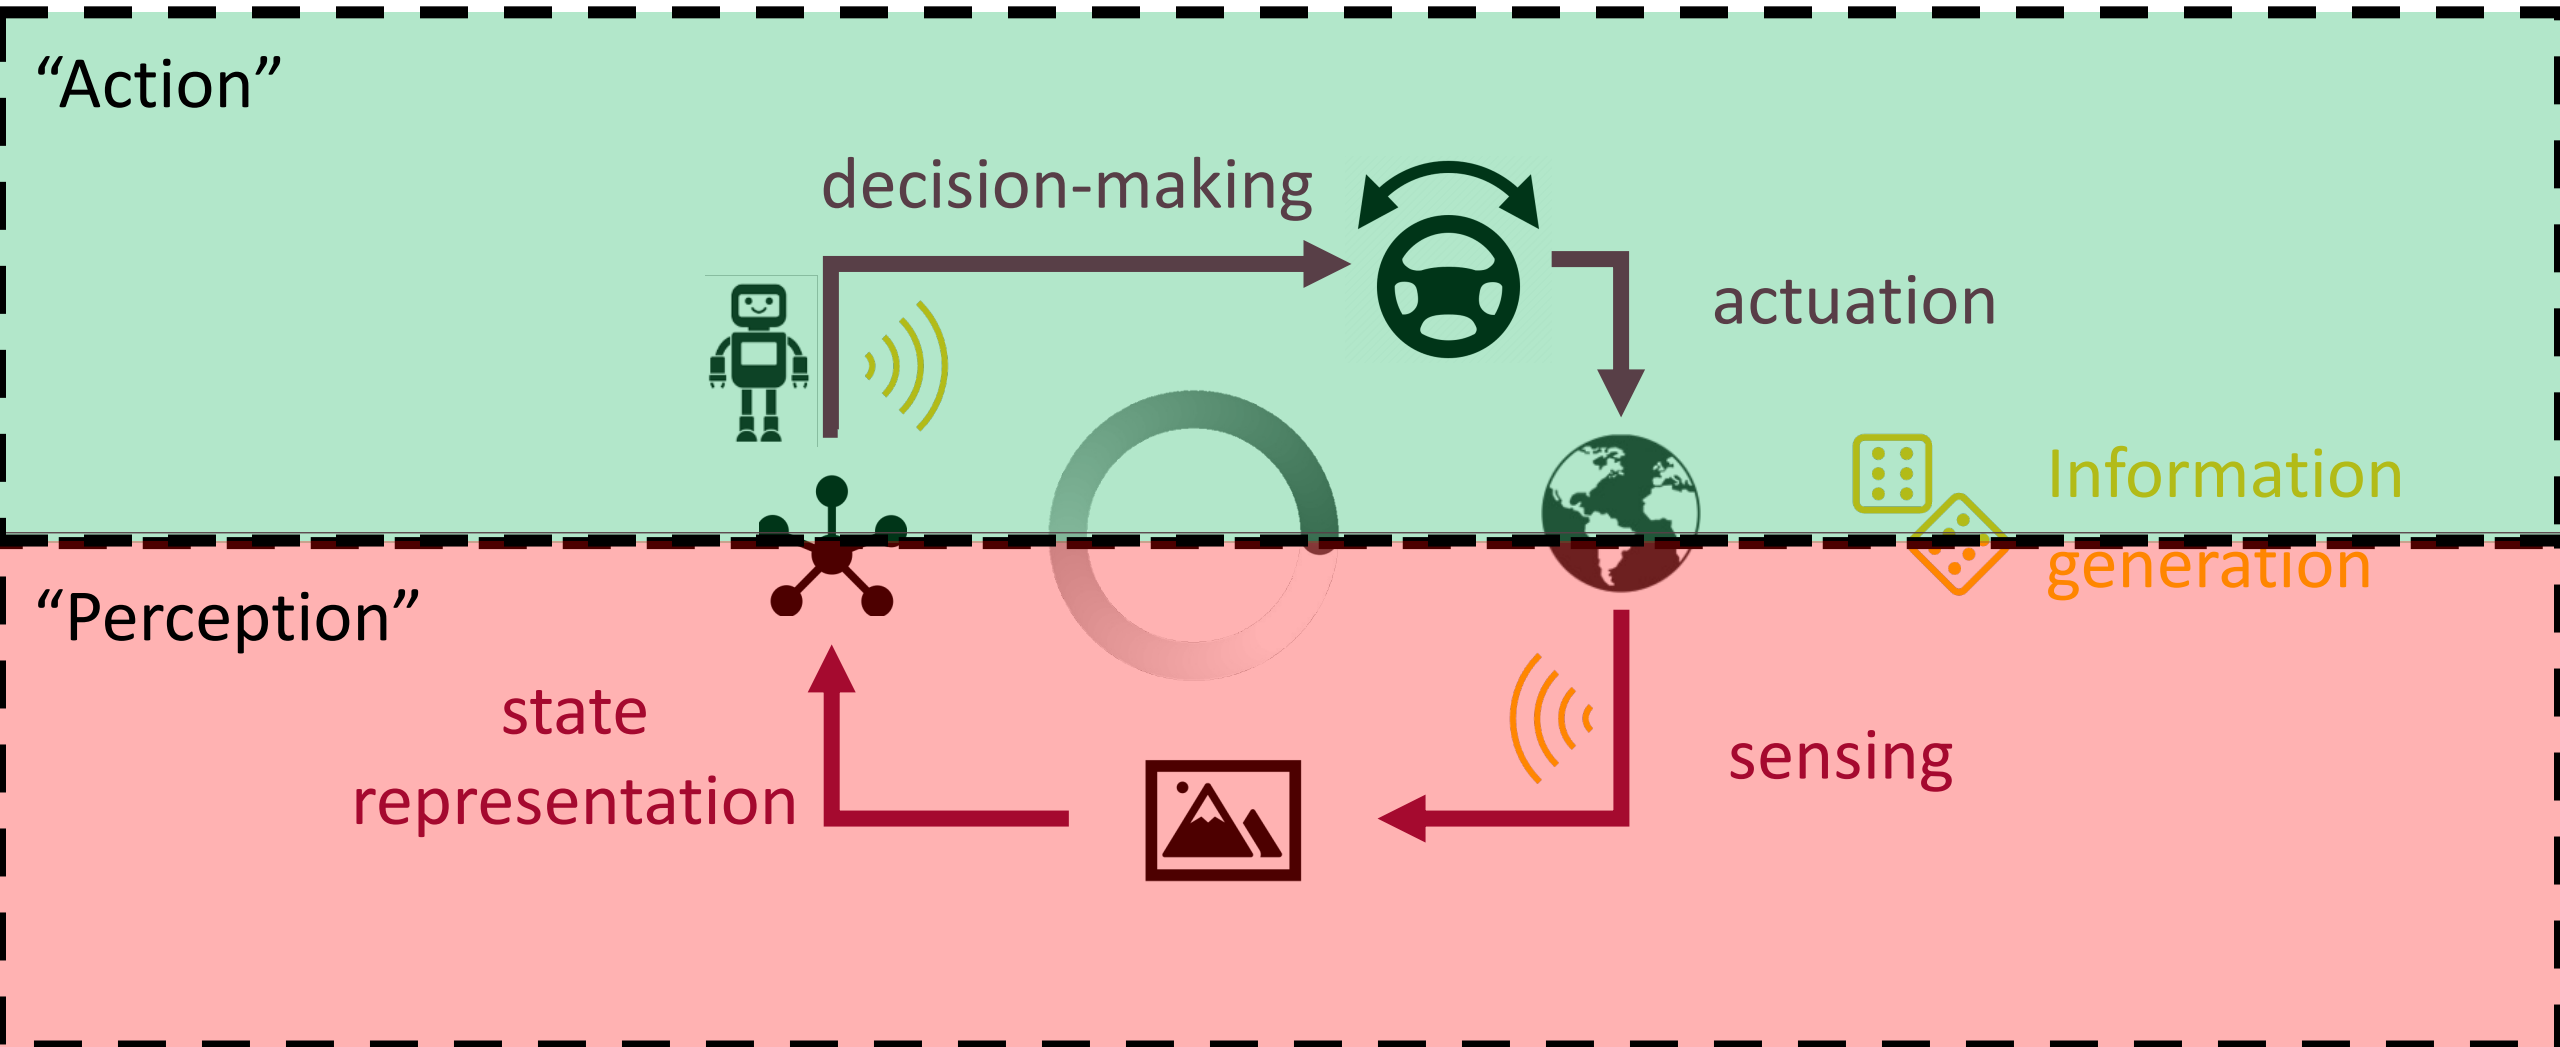 “Action”
decision-making
actuation
Information
generation
“Perception”
state
representation
sensing